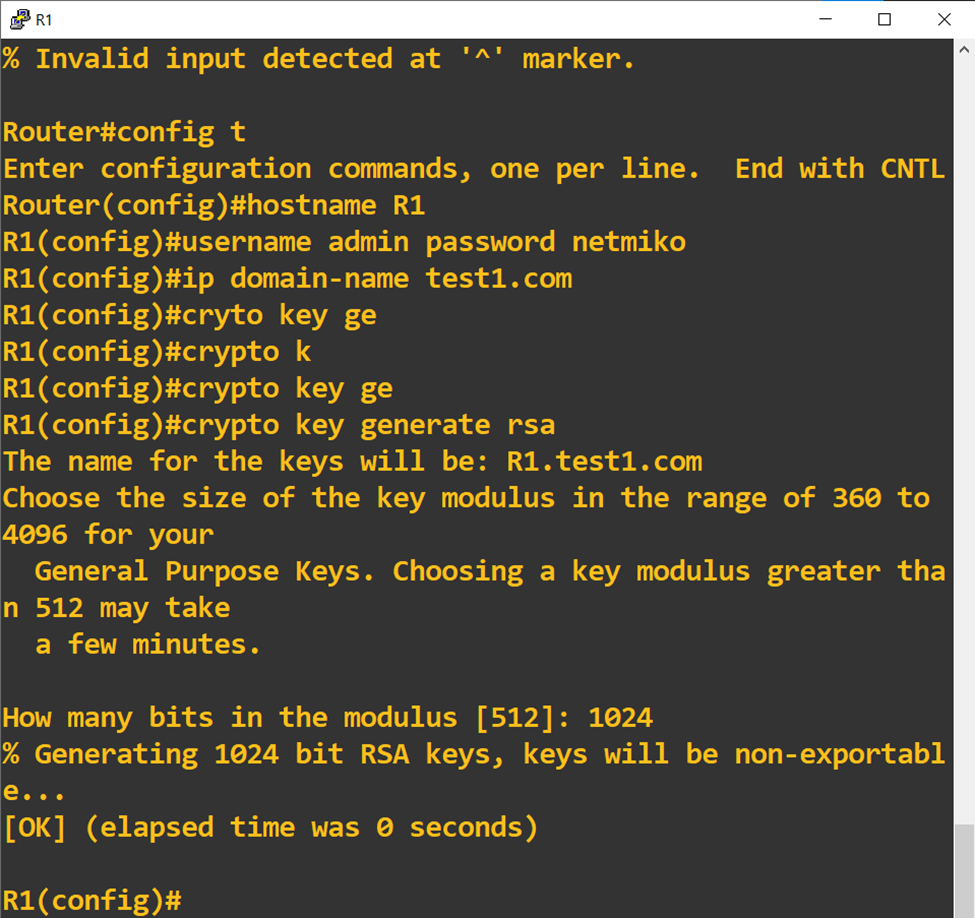 R1
% Invalid input detected at '^' marker.
Router#config t
Enter configuration commands, one per line.  End with CNTL
Router(config)#hostname R1
R1(config)#username admin password netmiko
R1(config)#ip domain-name test1.com
R1(config)#cryto key ge
R1(config)#crypto k
R1(config)#crypto key ge
R1(config)#crypto key generate rsa
The name for the keys will be: R1.test1.com
Choose the size of the key modulus in the range of 360 to
4096 for your
  General Purpose Keys. Choosing a key modulus greater tha
n 512 may take
  a few minutes.
How many bits in the modulus [512]: 1024
% Generating 1024 bit RSA keys, keys will be non-exportabl
e...
[OK] (elapsed time was 0 seconds)
R1(config)#